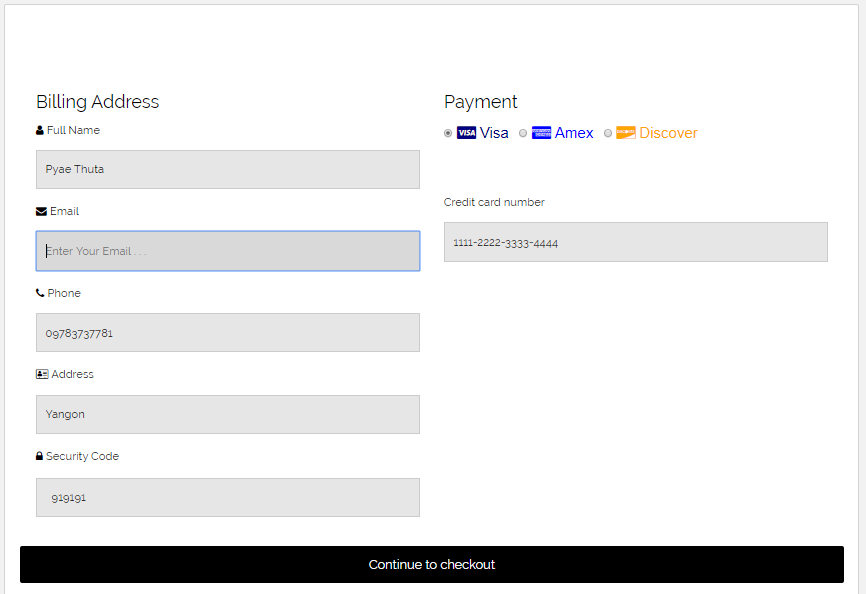 Billing Address
Full Name
Pyae Thuta
Email
Enter Your Email . . .
Phone
09783737781
Address
Yangon
Security Code
919191
Payment
VISA Visa Amex Discover
Credit card number
1111-2222-3333-4444
Continue to checkout